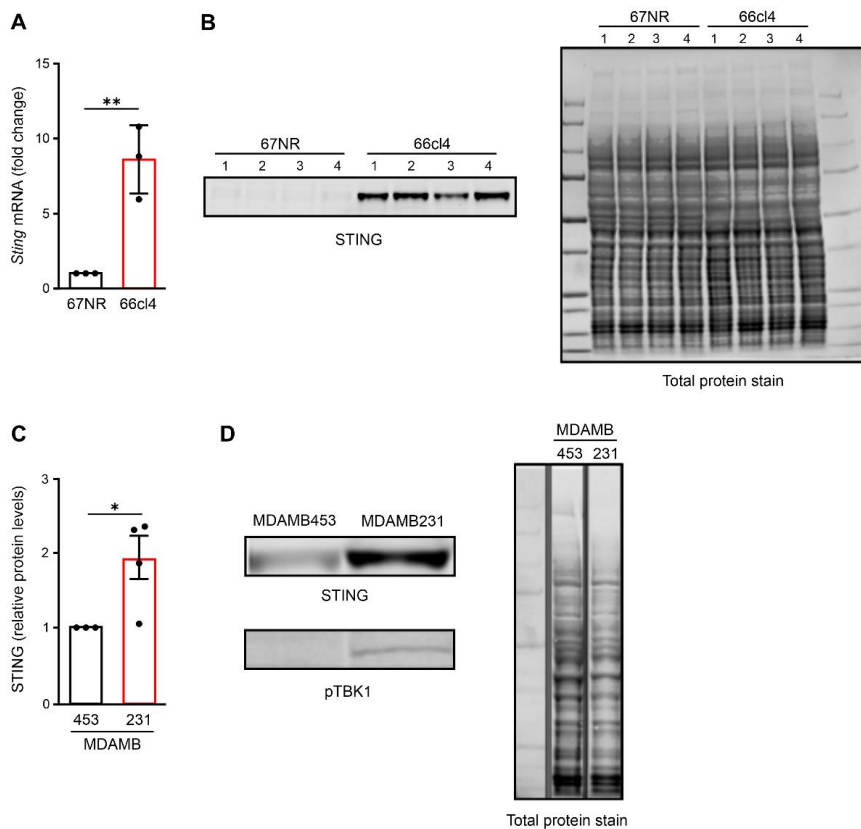 A
Sting mRNA (fold change)
15
10
5
0
**
67NR 66cl4
B
67NR 66cl4
1 2 3 4 1 2 3 4
STING
67NR 66cl4
1 2 3 4 1 2 3 4
Total protein stain
C
STING (relative protein levels)
3
2
1
0
*
453 231
MDAMB
D
MDAMB453 MDAMB231
STING
pTBK1
MDAMB
453 231
Total protein stain